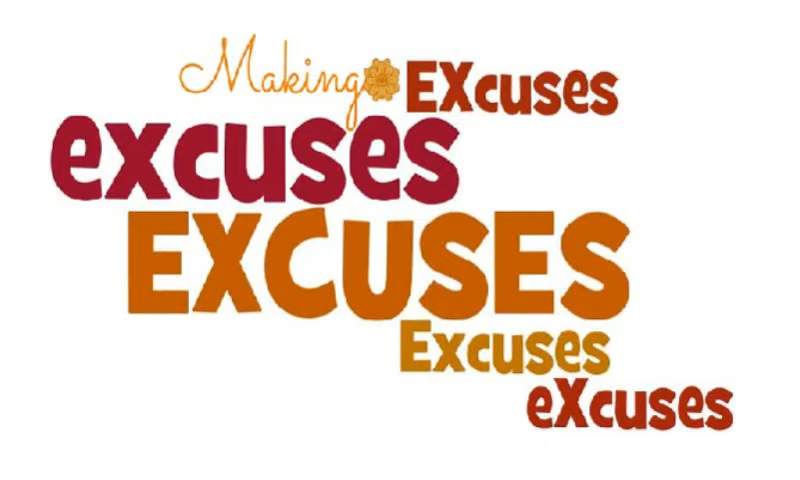 Making EXcuses
excuses
EXCUSES
Excuses
eXcuses